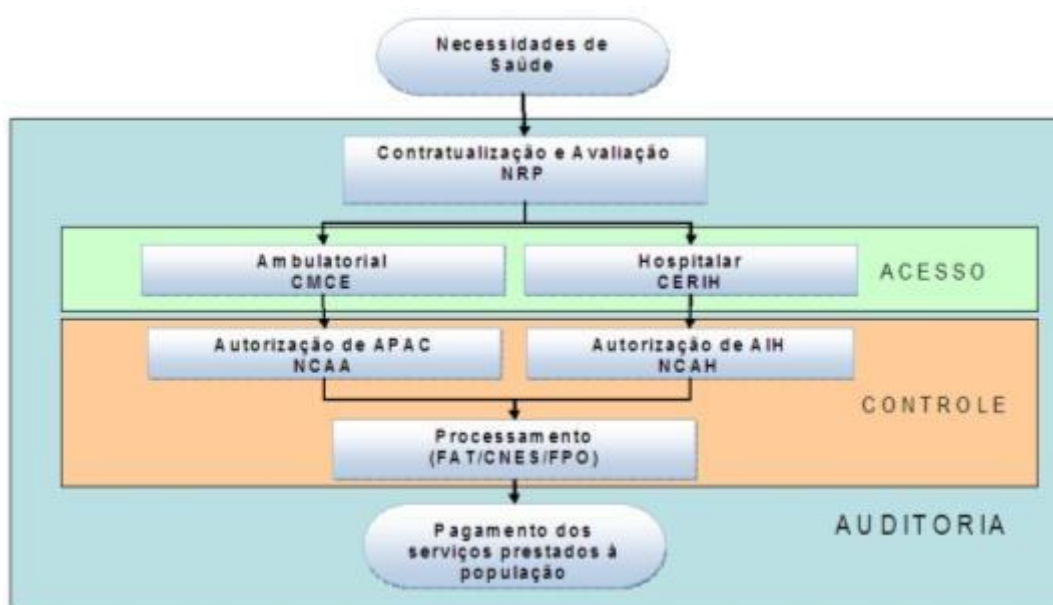 Necessidades de
Saúde
Contratualização e Avaliação
NRP
Ambulatorial
CMCE
Hospitalar
CERIH
ACESSO
Autorização de APAC
NCAA
Autorização de AIH
NCAH
CONTROLE
Processamento
(FAT/CNES/FPO)
Pagamento dos
serviços prestados à
população
AUDITORIA